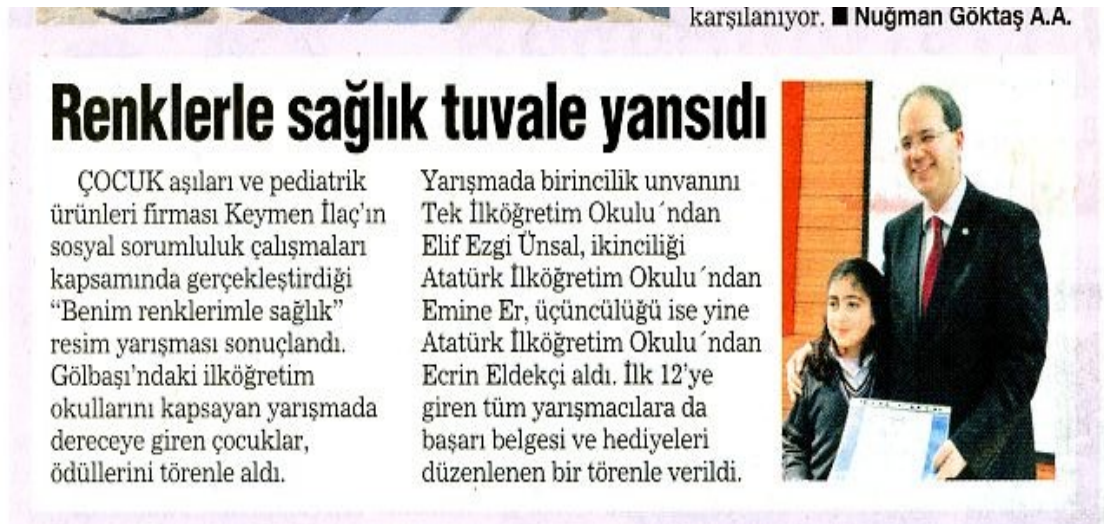 karşılanıyor. ■ Nuğman Göktaş A.A.
Renklerle sağlık tuvale yansıdı
ÇOCUK aşıları ve pediatrik
ürünleri firması Keymen İlaç’ın
sosyal sorumluluk çalışmaları
kapsamında gerçekleştirdiği
“Benim renklerimle sağlık”
resim yarışması sonuçlandı.
Gölbaşı’ndaki ilköğretim
okullarını kapsayan yarışmada
dereceye giren çocuklar,
ödüllerini törenle aldı.
Yarışmada birincilik unvanını
Tek İlköğretim Okulu´ndan
Elif Ezgi Ünsal, ikinciliği
Atatürk İlköğretim Okulu´ndan
Emine Er, üçüncülüğü ise yine
Atatürk İlköğretim Okulu´ndan
Ecrin Eldekçi aldı. İlk 12’ye
giren tüm yarışmacılara da
başarı belgesi ve hediyeleri
düzenlenen bir törenle verildi.